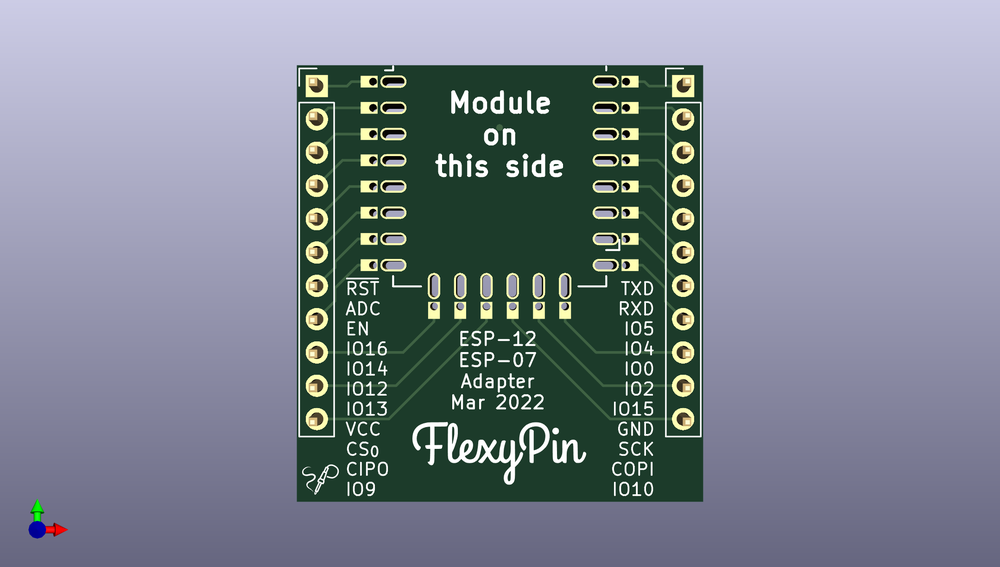 Module
on
this side
RST
ADC
EN
IO16
IO14
IO12
IO13
VCC
CS0
CIPO
IO9
TXD
RXD
IO5
IO4
IO0
IO2
IO15
GND
SCK
COPI
IO10
ESP-12
ESP-07
Adapter
Mar 2022
FlexyPin